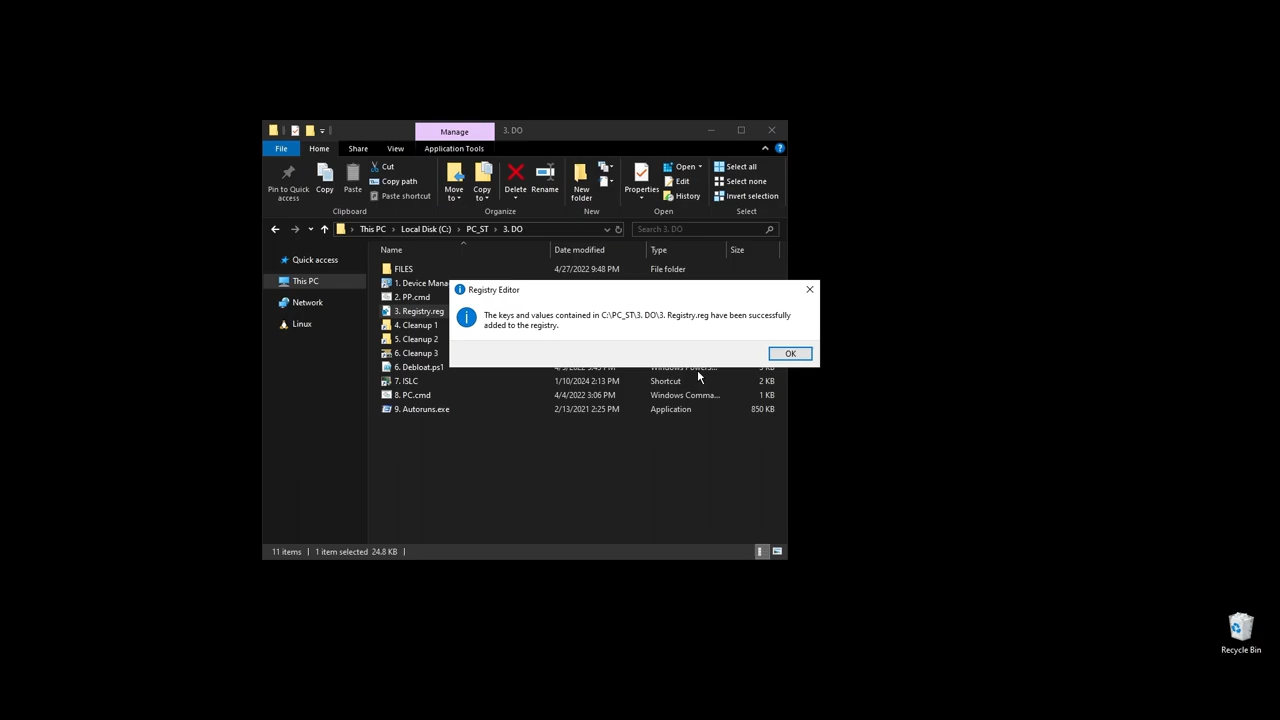 Manage
3. DO
File
Home
Share
View
Application Tools
Pin to Quick
access
Copy
Paste
Cut
Copy path
Paste shortcut
Clipboard
Move
to
Copy
to
Delete
Rename
Organize
New
folder
New
Properties
Open
Edit
History
Open
Select all
Select none
Invert selection
Select
This PC > Local Disk (C:) > PC_ST > 3. DO
Search 3. DO
Name
Date modified
Type
Size
Quick access
This PC
Network
Linux
FILES 4/27/2022 9:48 PM File folder
1. Device Mana
2. PP.cmd
3. Registry.reg
4. Cleanup 1
5. Cleanup 2
6. Cleanup 3
6. Debloat.ps1
7. ISLC 1/10/2024 2:13 PM Shortcut 2 KB
8. PC.cmd 4/4/2022 3:06 PM Windows Comma... 1 KB
9. Autoruns.exe 2/13/2021 2:25 PM Application 850 KB
Registry Editor
The keys and values contained in C:\PC_ST\3. DO\3. Registry.reg have been successfully
added to the registry.
OK
11 items
1 item selected 24.8 KB
Recycle Bin